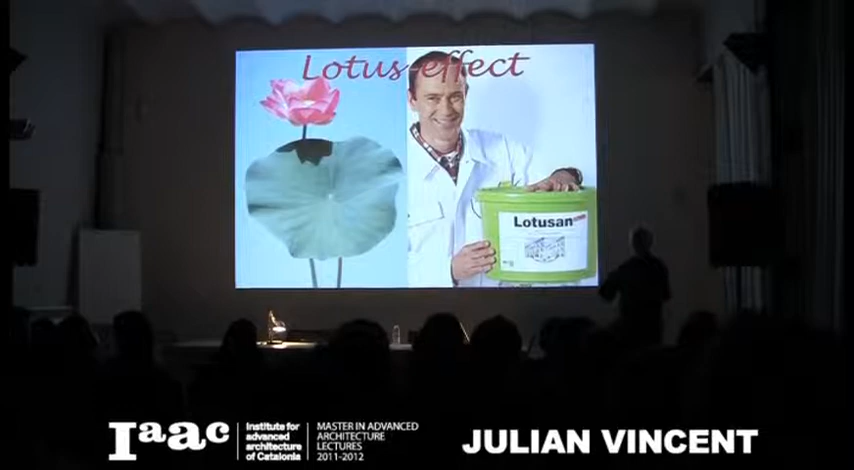 Lotus-effect
Lotusan
Iaac
Institute for
advanced
architecture
of Catalonia
MASTER IN ADVANCED
ARCHITECTURE
LECTURES
2011-2012
JULIAN VINCENT